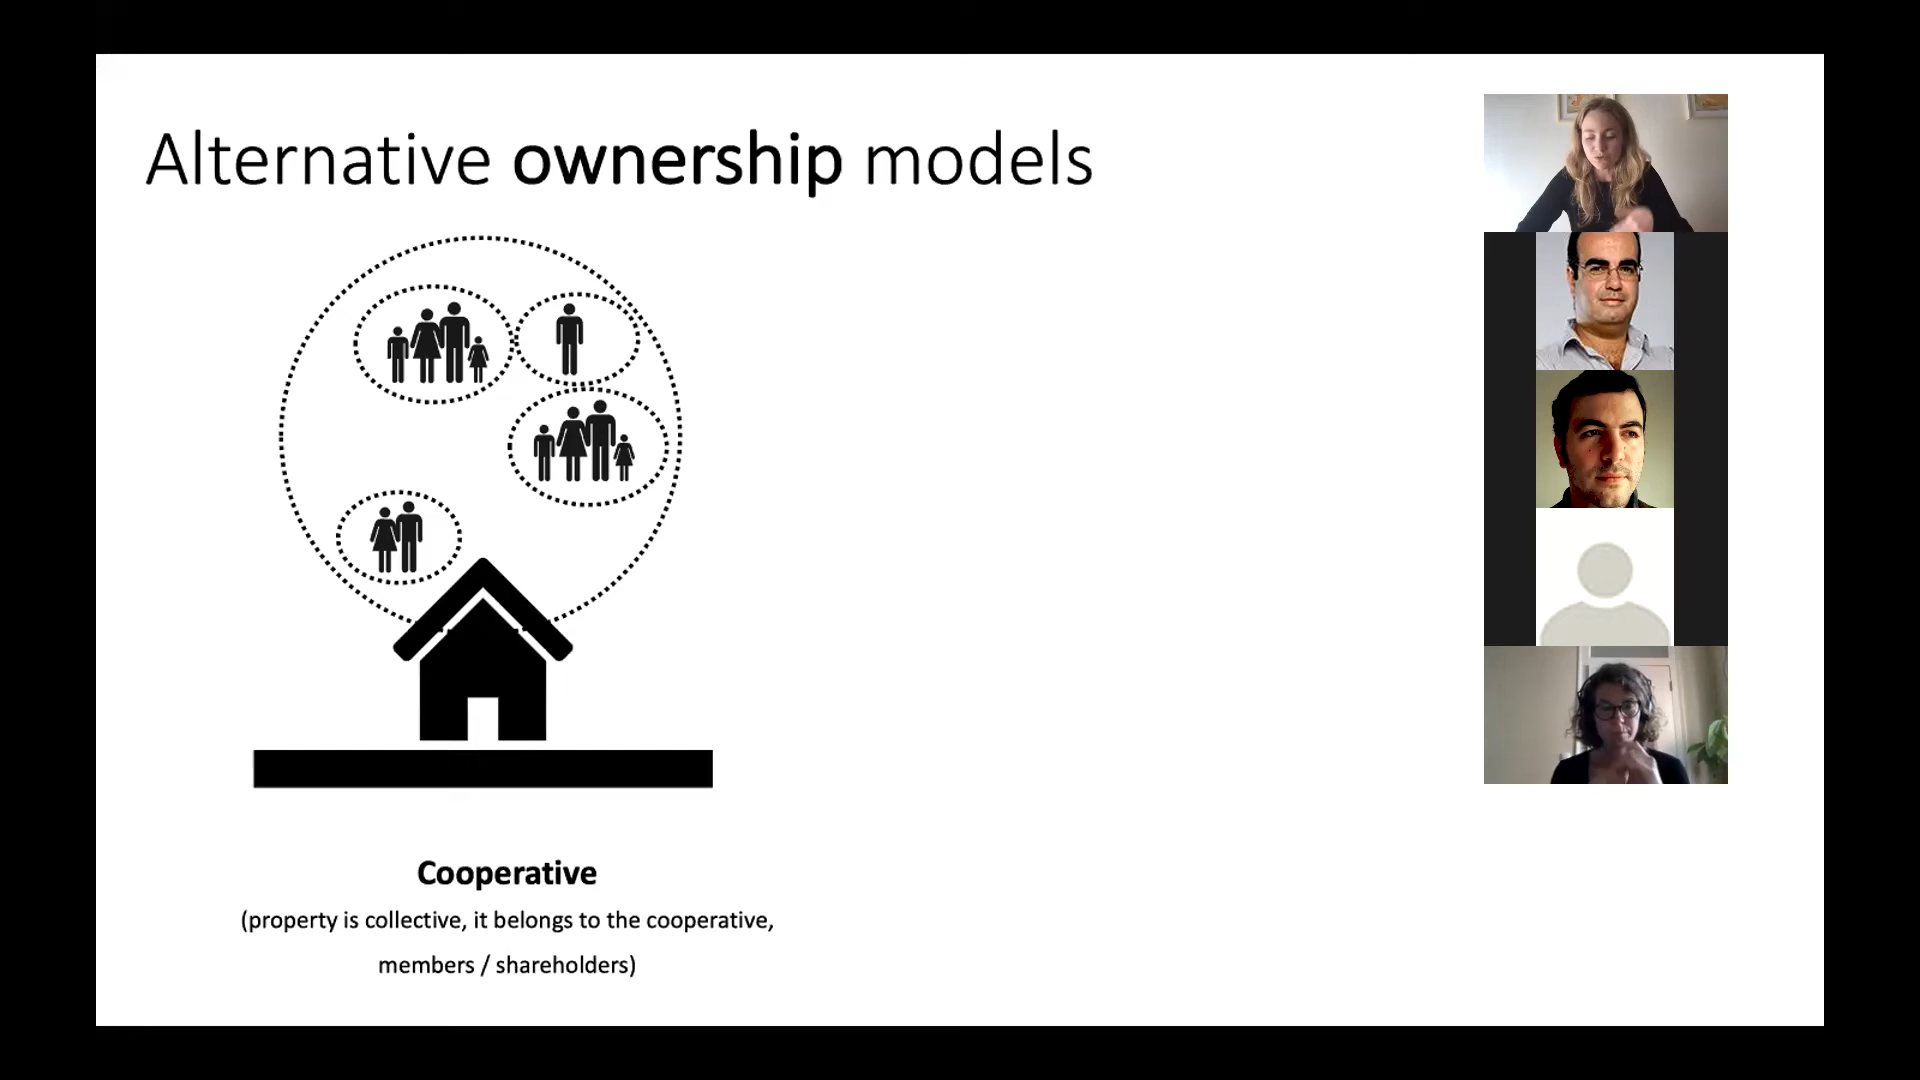 Alternative ownership models
Cooperative
(property is collective, it belongs to the cooperative,
members / shareholders)